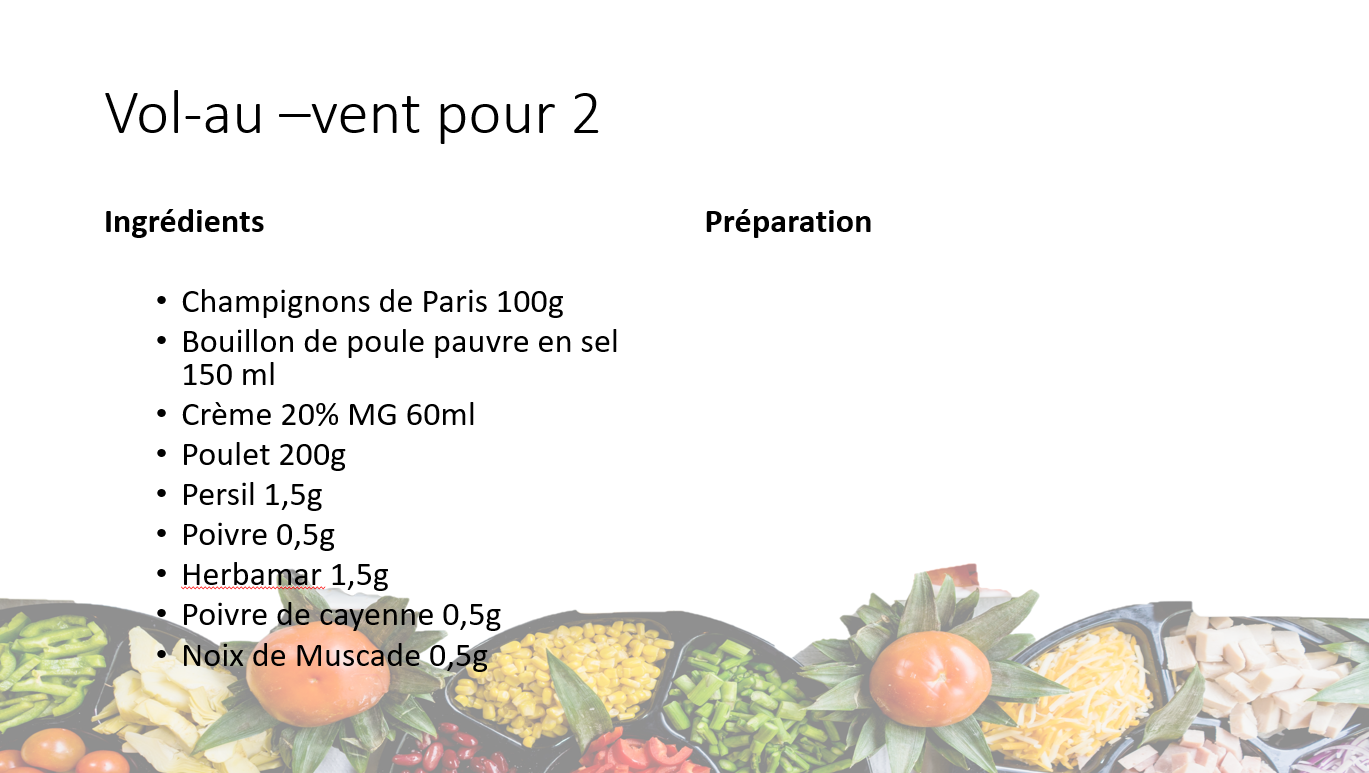 Vol-au –vent pour 2
Ingrédients
• Champignons de Paris 100g
• Bouillon de poule pauvre en sel
150 ml
• Crème 20% MG 60ml
• Poulet 200g
• Persil 1,5g
• Poivre 0,5g
• Herbamar 1,5g
• Poivre de cayenne 0,5g
• Noix de Muscade 0,5g
Préparation